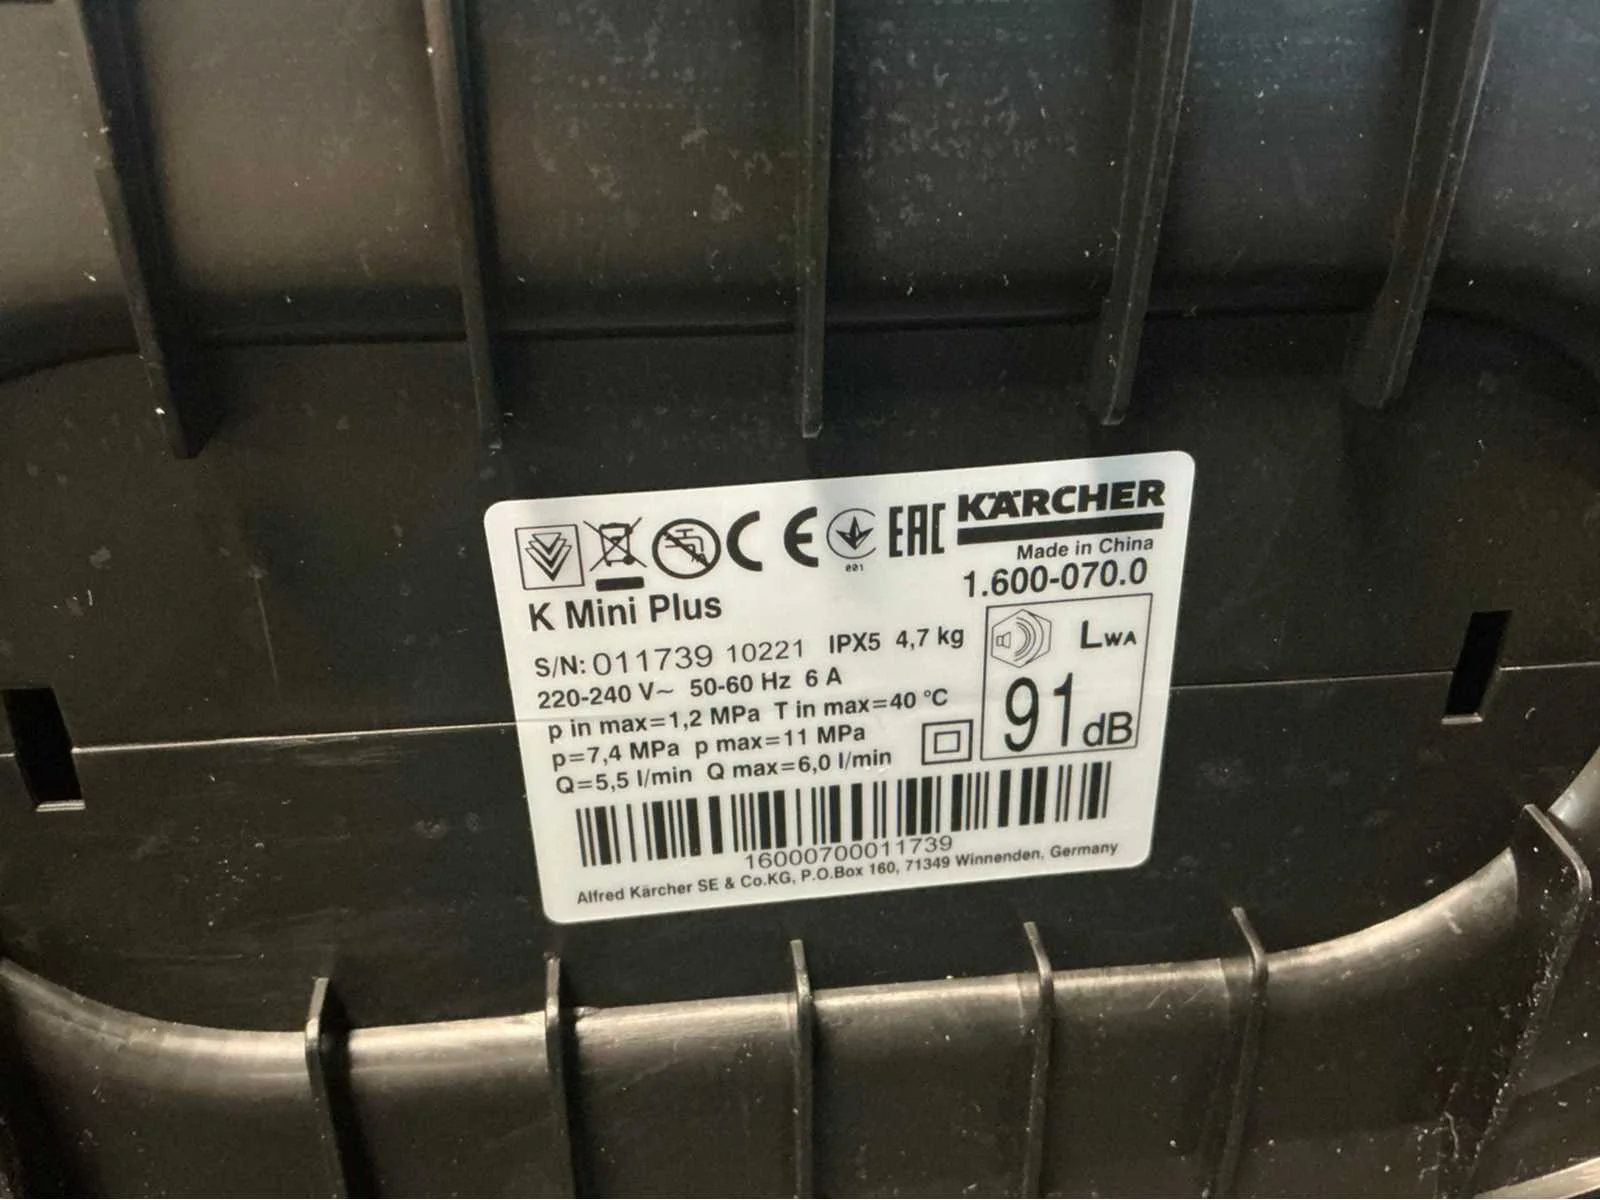 CE 001 EAC KÄRCHER
Made in China
1.600-070.0
K Mini Plus
S/N: 011739 10221 IPX5 4,7 kg
220-240 V~ 50-60 Hz 6 A
p in max=1,2 MPa T in max=40 °C
p=7,4 MPa p max=11 MPa
Q=5,5 l/min Q max=6,0 l/min
LWA
91 dB
16000700011739
Alfred Kärcher SE & Co.KG, P.O.Box 160, 71349 Winnenden, Germany